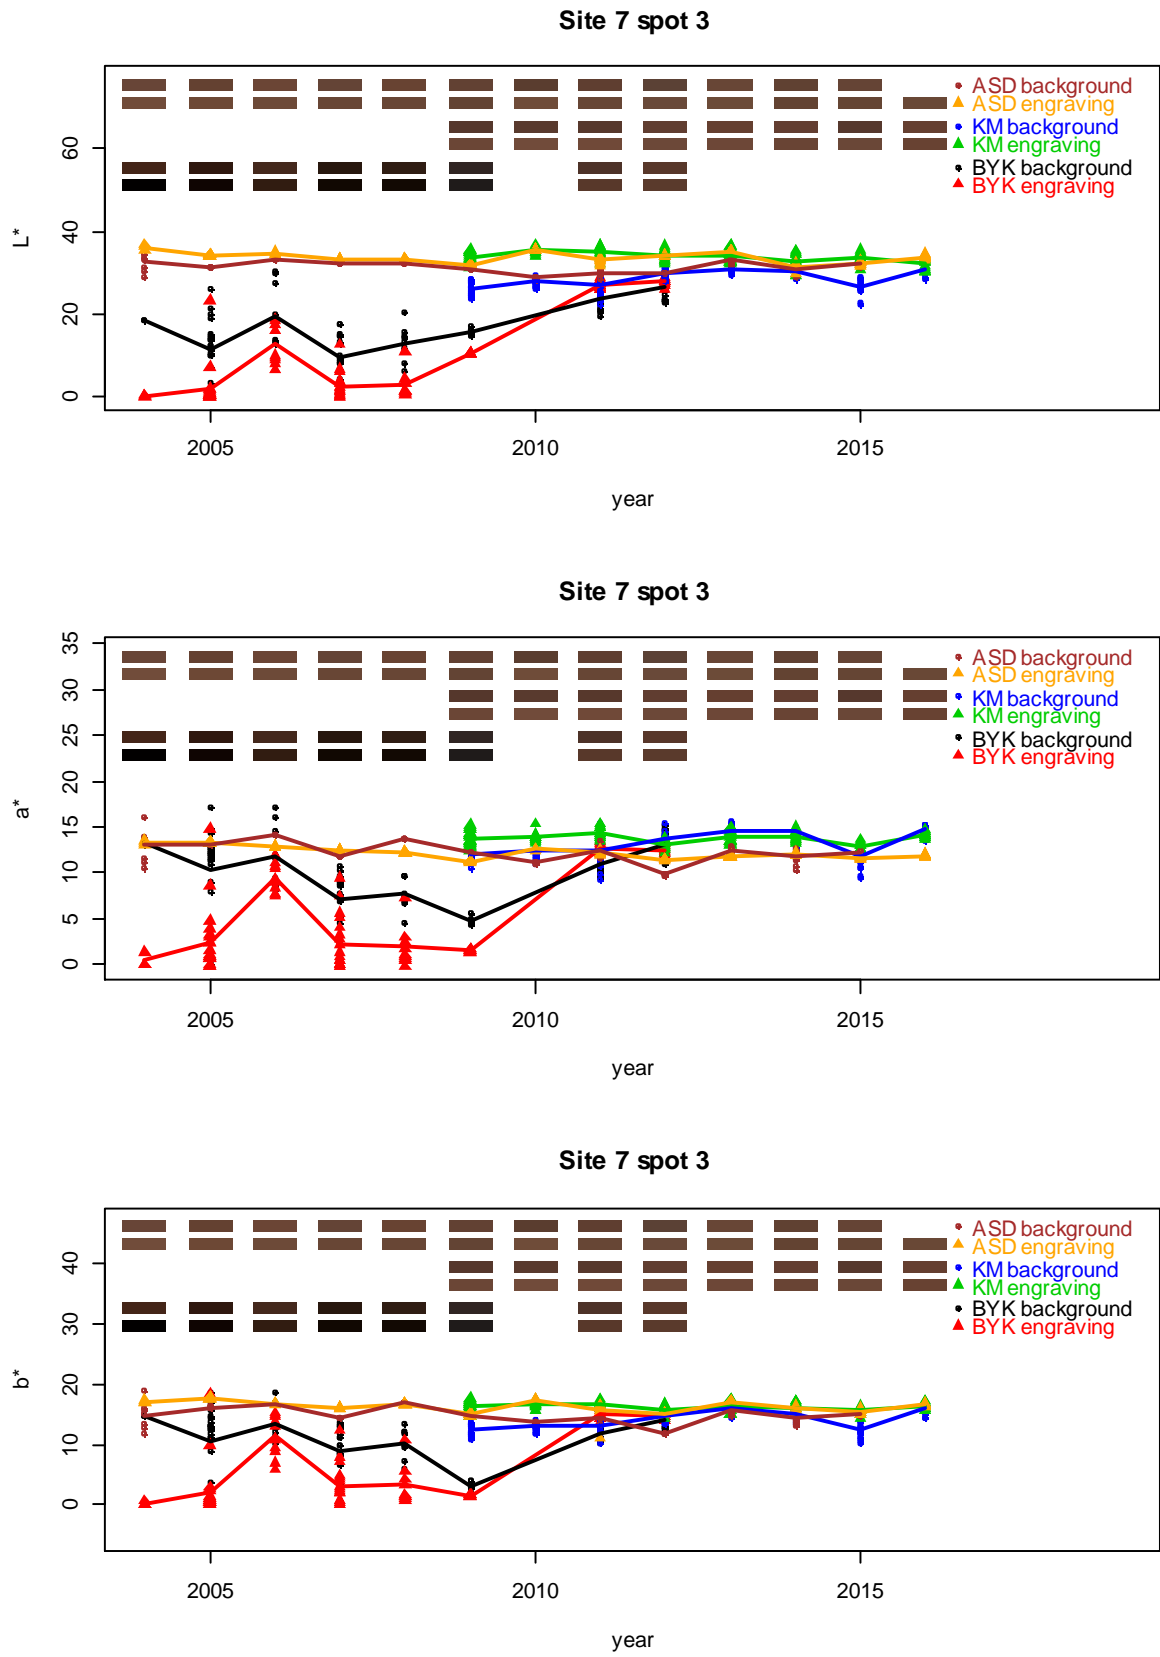 Site 7 spot 3
ASD background
ASD engraving
KM background
KM engraving
BYK background
BYK engraving
L*
60
40
20
0
2005 2010 2015
year
Site 7 spot 3
ASD background
ASD engraving
KM background
KM engraving
BYK background
BYK engraving
a*
35
30
25
20
15
10
5
0
2005 2010 2015
year
Site 7 spot 3
ASD background
ASD engraving
KM background
KM engraving
BYK background
BYK engraving
b*
40
30
20
10
0
2005 2010 2015
year